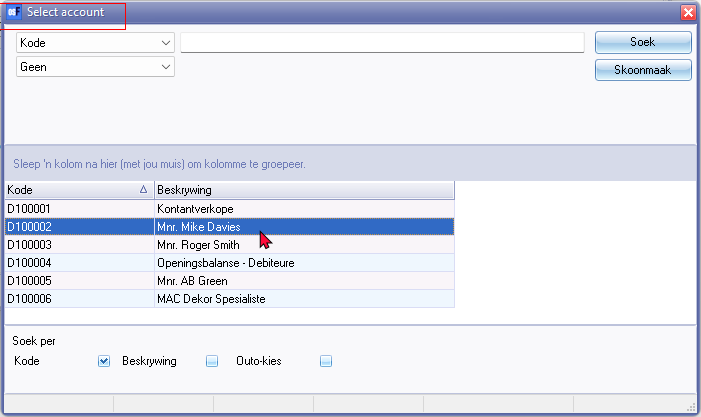 Select account
Kode
Soek
Geen
Skoonmaak
Sleep 'n kolom na hier (met jou muis) om kolomme te groepeer.
Kode Beskrywing
D100001 Kontantverkope
D100002 Mnr. Mike Davies
D100003 Mnr. Roger Smith
D100004 Openingsbalanse - Debiteure
D100005 Mnr. AB Green
D100006 MAC Dekor Spesialiste
Soek per
Kode Beskrywing Outo-kies